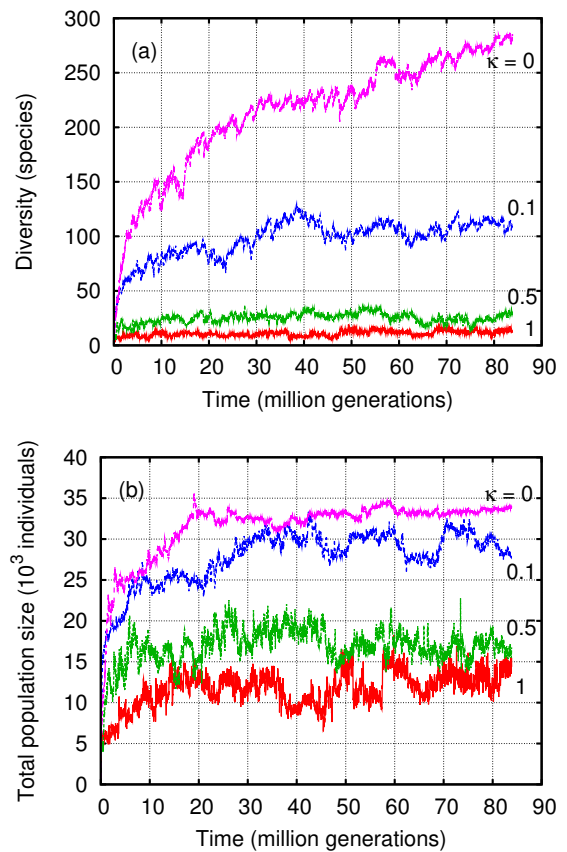 (a)
κ = 0
0.1
0.5
1
Diversity (species)
300
250
200
150
100
50
0
0 10 20 30 40 50 60 70 80 90
Time (million generations)
(b)
κ = 0
0.1
0.5
1
Total population size (10³ individuals)
40
35
30
25
20
15
10
5
0
0 10 20 30 40 50 60 70 80 90
Time (million generations)